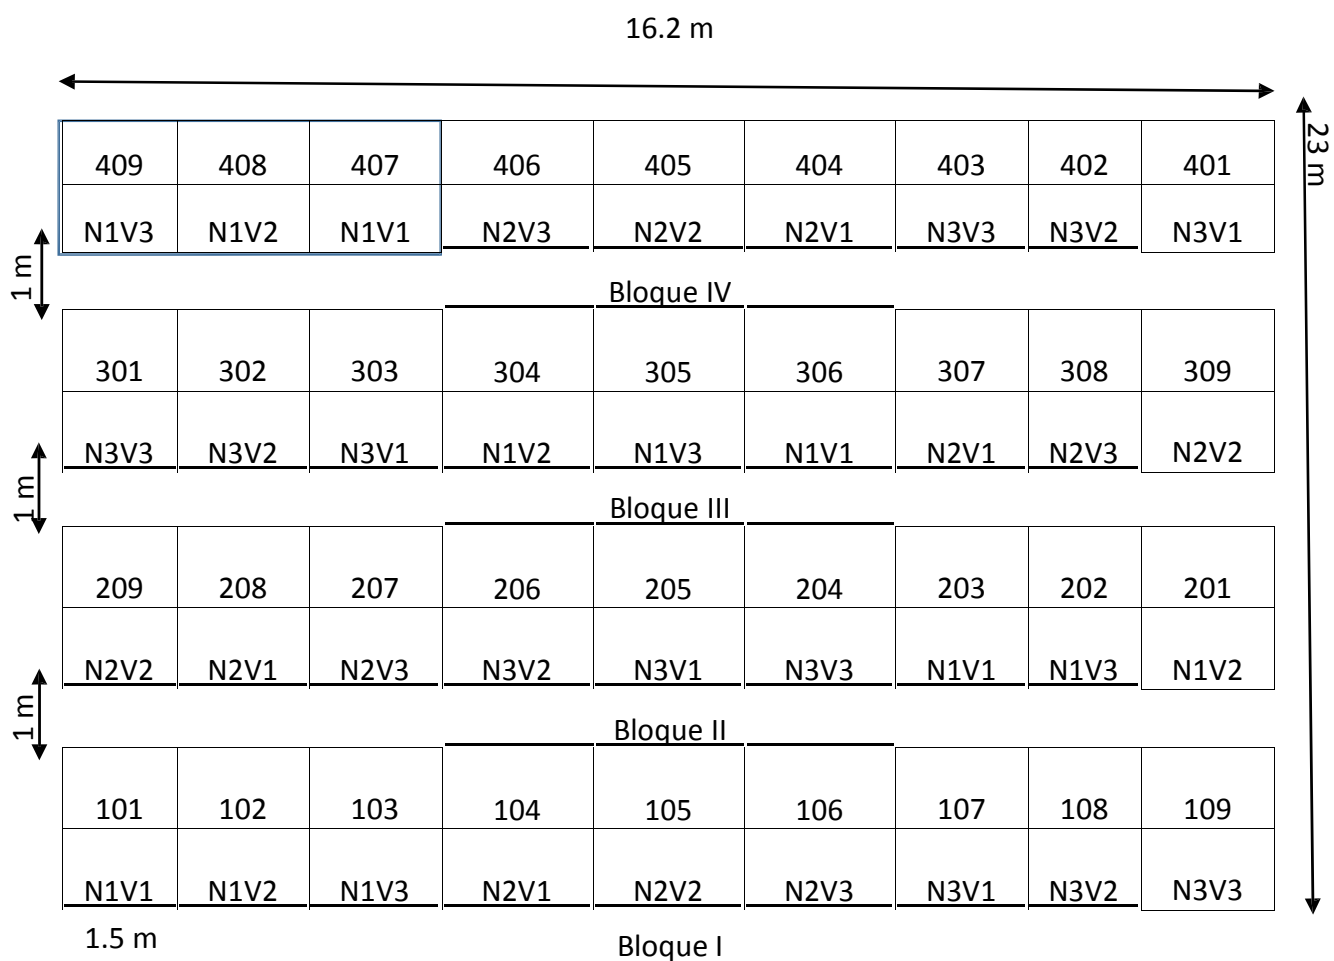 16.2 m
23 m
409 408 407 406 405 404 403 402 401
N1V3 N1V2 N1V1 N2V3 N2V2 N2V1 N3V3 N3V2 N3V1
1 m
Bloque IV
301 302 303 304 305 306 307 308 309
N3V3 N3V2 N3V1 N1V2 N1V3 N1V1 N2V1 N2V3 N2V2
1 m
Bloque III
209 208 207 206 205 204 203 202 201
N2V2 N2V1 N2V3 N3V2 N3V1 N3V3 N1V1 N1V3 N1V2
1 m
Bloque II
101 102 103 104 105 106 107 108 109
N1V1 N1V2 N1V3 N2V1 N2V2 N2V3 N3V1 N3V2 N3V3
1.5 m
Bloque I